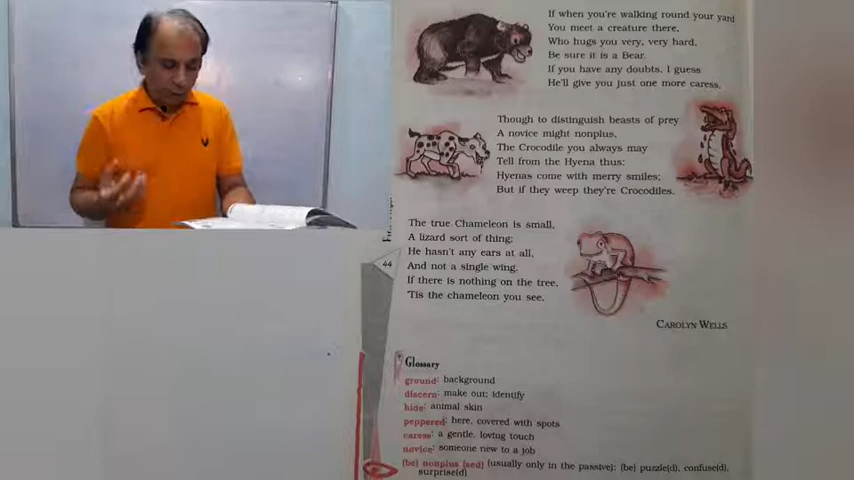 If when you're walking round your yard
You meet a creature there,
Who hugs you very, very hard,
Be sure it is a Bear.
If you have any doubts, I guess
He'll give you just one more caress.
Though to distinguish beasts of prey
A novice might nonplus,
The Crocodile you always may
Tell from the Hyena thus:
Hyenas come with merry smiles;
But if they weep they're Crocodiles.
The true Chameleon is small,
A lizard sort of thing;
He hasn't any ears at all,
And not a single wing.
If there is nothing on the tree,
'Tis the chameleon you see.
44
CAROLYN WELLS
Glossary
ground: background
discern: make out; identify
hide: animal skin
peppered: here, covered with spots
caress: a gentle, loving touch
novice: someone new to a job
(be) nonplus (sed) (usually only in the passive): (be) puzzle(d), confuse(d),
surprise(d)